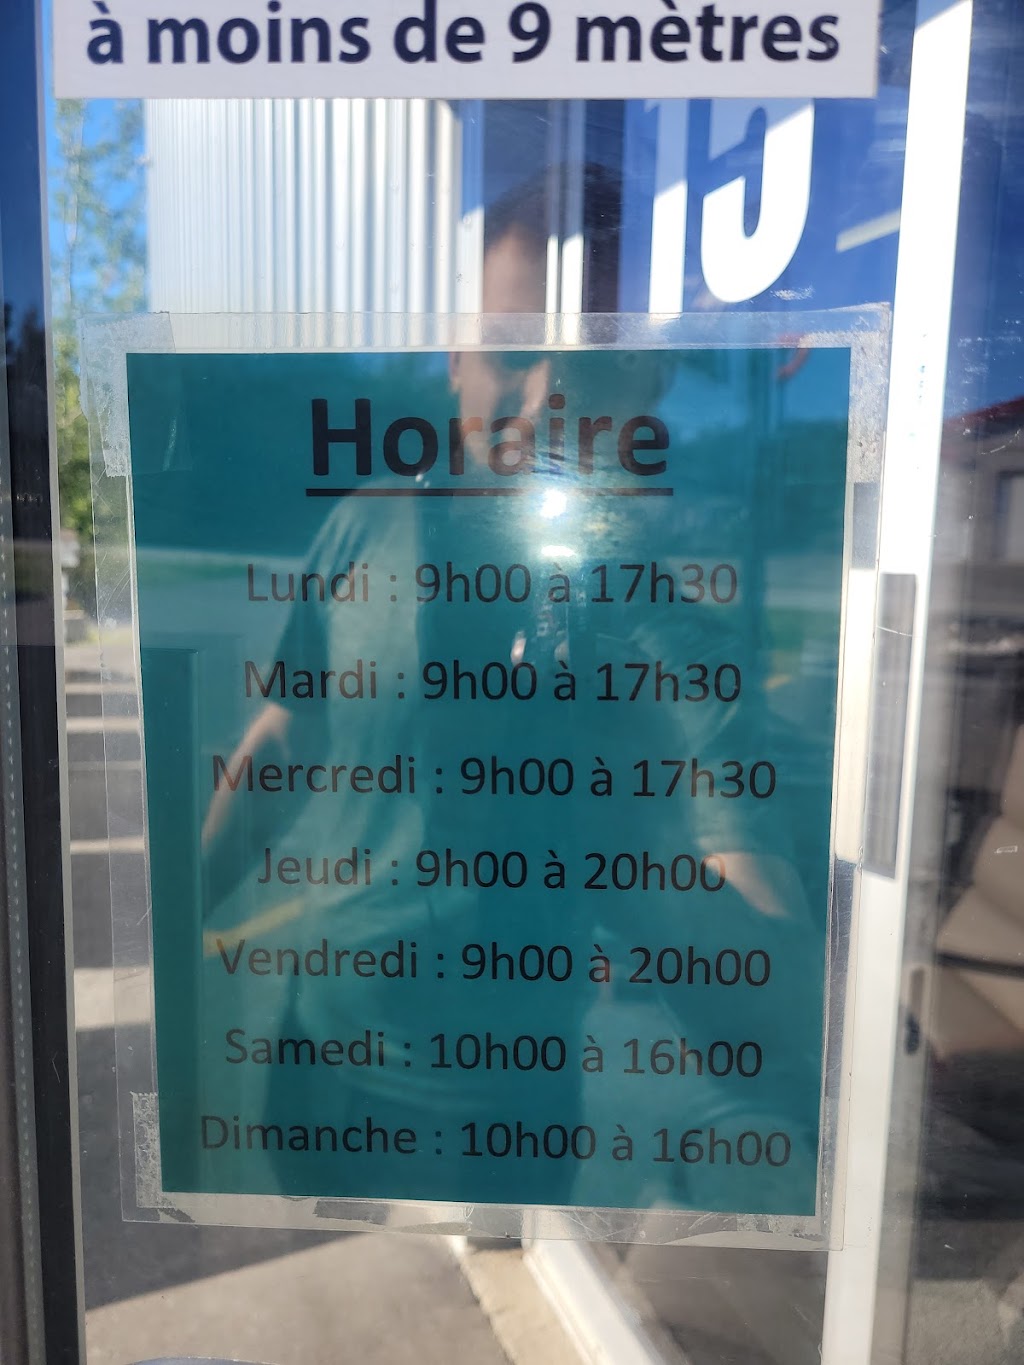 à moins de 9 mètres
15
Horaire
Lundi : 9h00 à 17h30
Mardi : 9h00 à 17h30
Mercredi : 9h00 à 17h30
Jeudi : 9h00 à 20h00
Vendredi : 9h00 à 20h00
Samedi : 10h00 à 16h00
Dimanche : 10h00 à 16h00